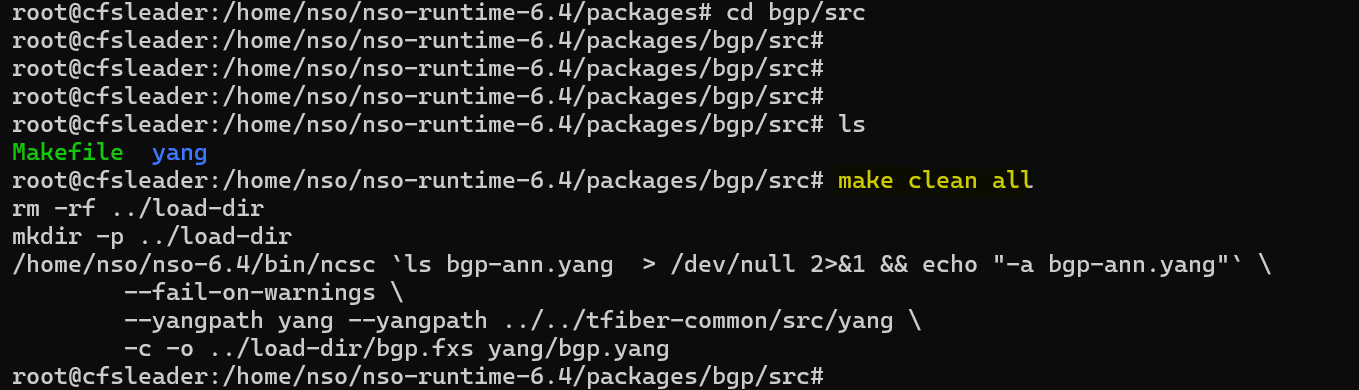 root@cfsleader:/home/nso/nso-runtime-6.4/packages# cd bgp/src
root@cfsleader:/home/nso/nso-runtime-6.4/packages/bgp/src#
root@cfsleader:/home/nso/nso-runtime-6.4/packages/bgp/src#
root@cfsleader:/home/nso/nso-runtime-6.4/packages/bgp/src#
root@cfsleader:/home/nso/nso-runtime-6.4/packages/bgp/src# ls
Makefile  yang
root@cfsleader:/home/nso/nso-runtime-6.4/packages/bgp/src# make clean all
rm -rf ../load-dir
mkdir -p ../load-dir
/home/nso/nso-6.4/bin/ncsc `ls bgp-ann.yang  > /dev/null 2>&1 && echo "-a bgp-ann.yang"` \
        --fail-on-warnings \
        --yangpath yang --yangpath ../../tfiber-common/src/yang \
        -c -o ../load-dir/bgp.fxs yang/bgp.yang
root@cfsleader:/home/nso/nso-runtime-6.4/packages/bgp/src#